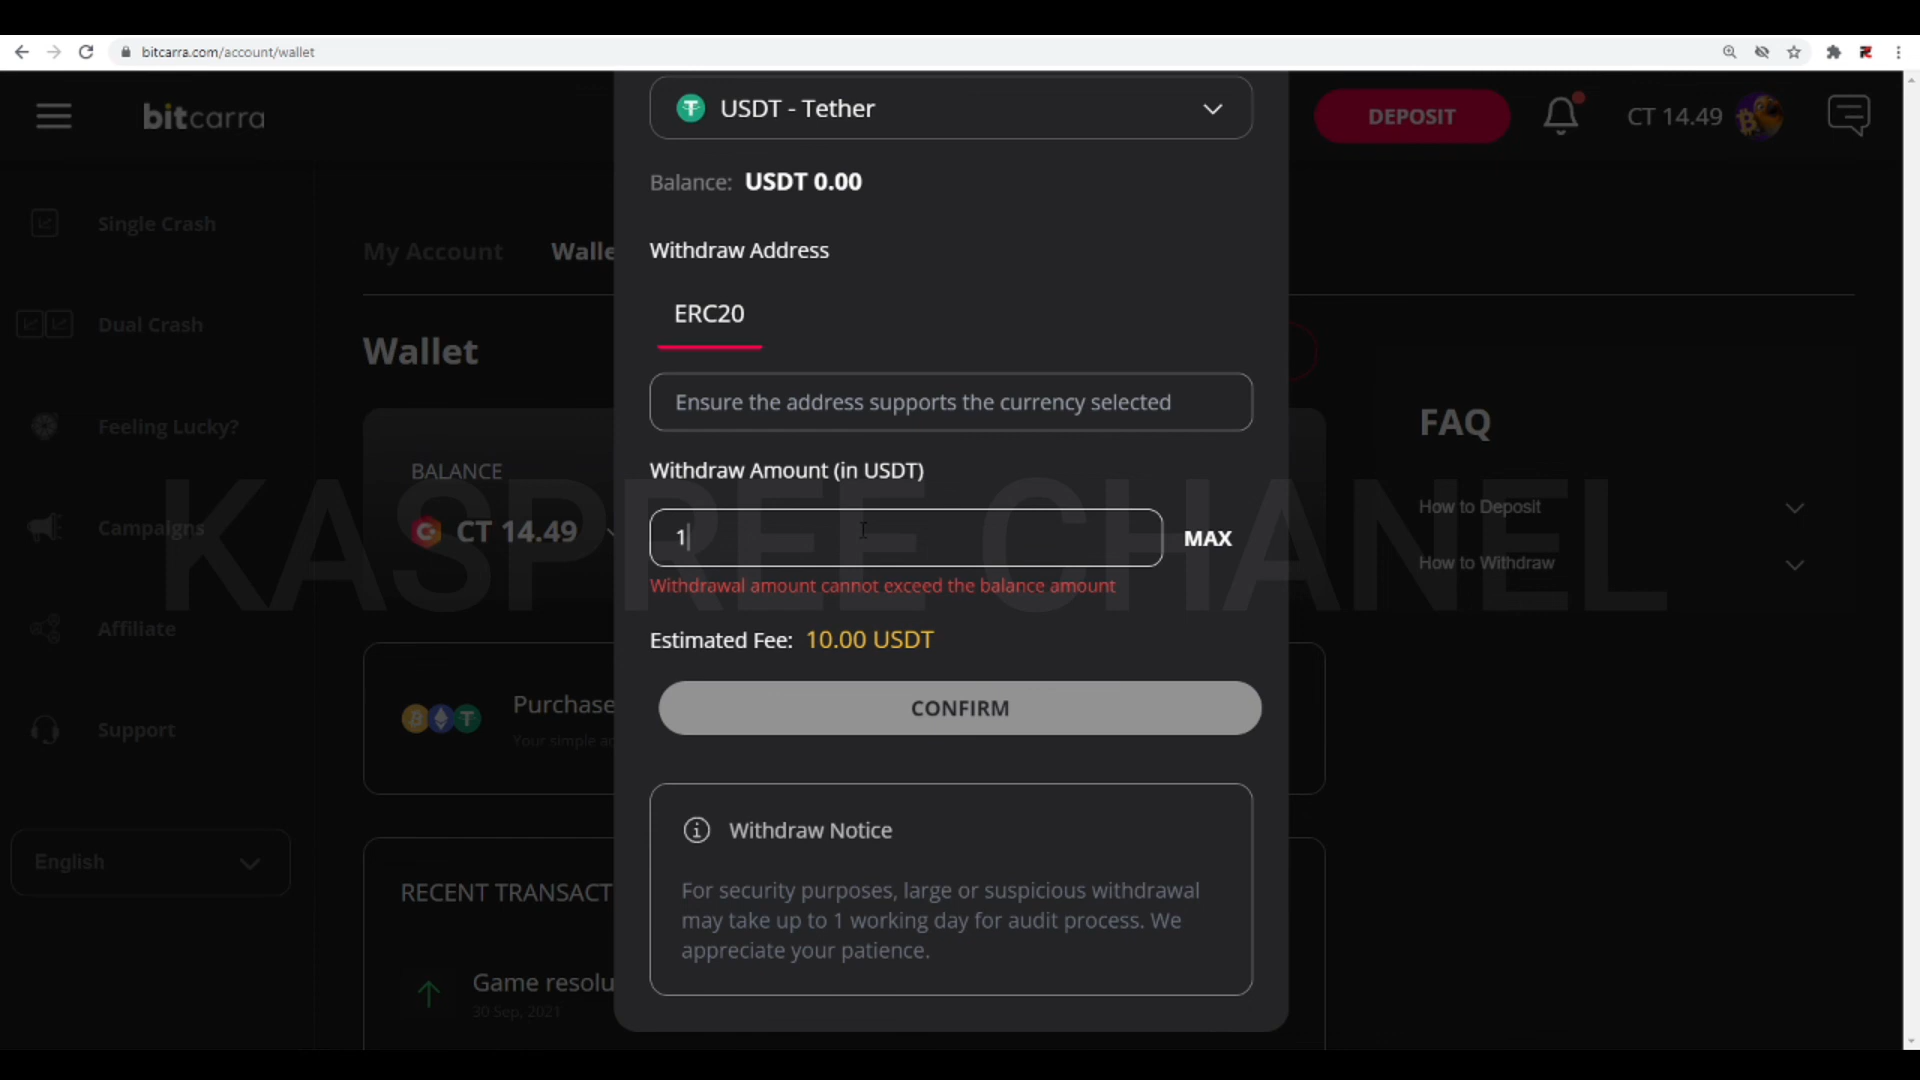 bitcarra.com/account/wallet
bitcarra
USDT - Tether
DEPOSIT
CT 14.49
Balance: USDT 0.00
Single Crash
Withdraw Address
My Account
Walle
ERC20
Dual Crash
Wallet
Ensure the address supports the currency selected
Feeling Lucky?
FAQ
BALANCE
Withdraw Amount (in USDT)
How to Deposit
Campaigns
CT 14.49
1
MAX
KASPREE CHANEL
How to Withdraw
Withdrawal amount cannot exceed the balance amount
Affiliate
Estimated Fee: 10.00 USDT
Purchase
CONFIRM
Support
Your simple
Withdraw Notice
English
RECENT TRANSACT
For security purposes, large or suspicious withdrawal
may take up to 1 working day for audit process. We
appreciate your patience.
Game resolu
30 Sep, 2021